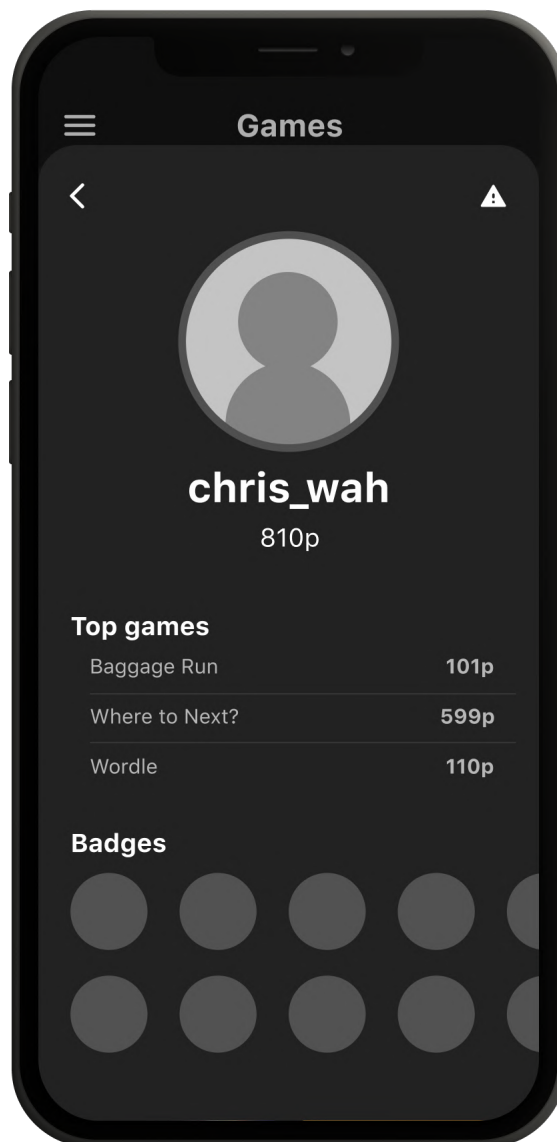 Games
chris_wah
810p
Top games
Baggage Run 101p
Where to Next? 599p
Wordle 110p
Badges